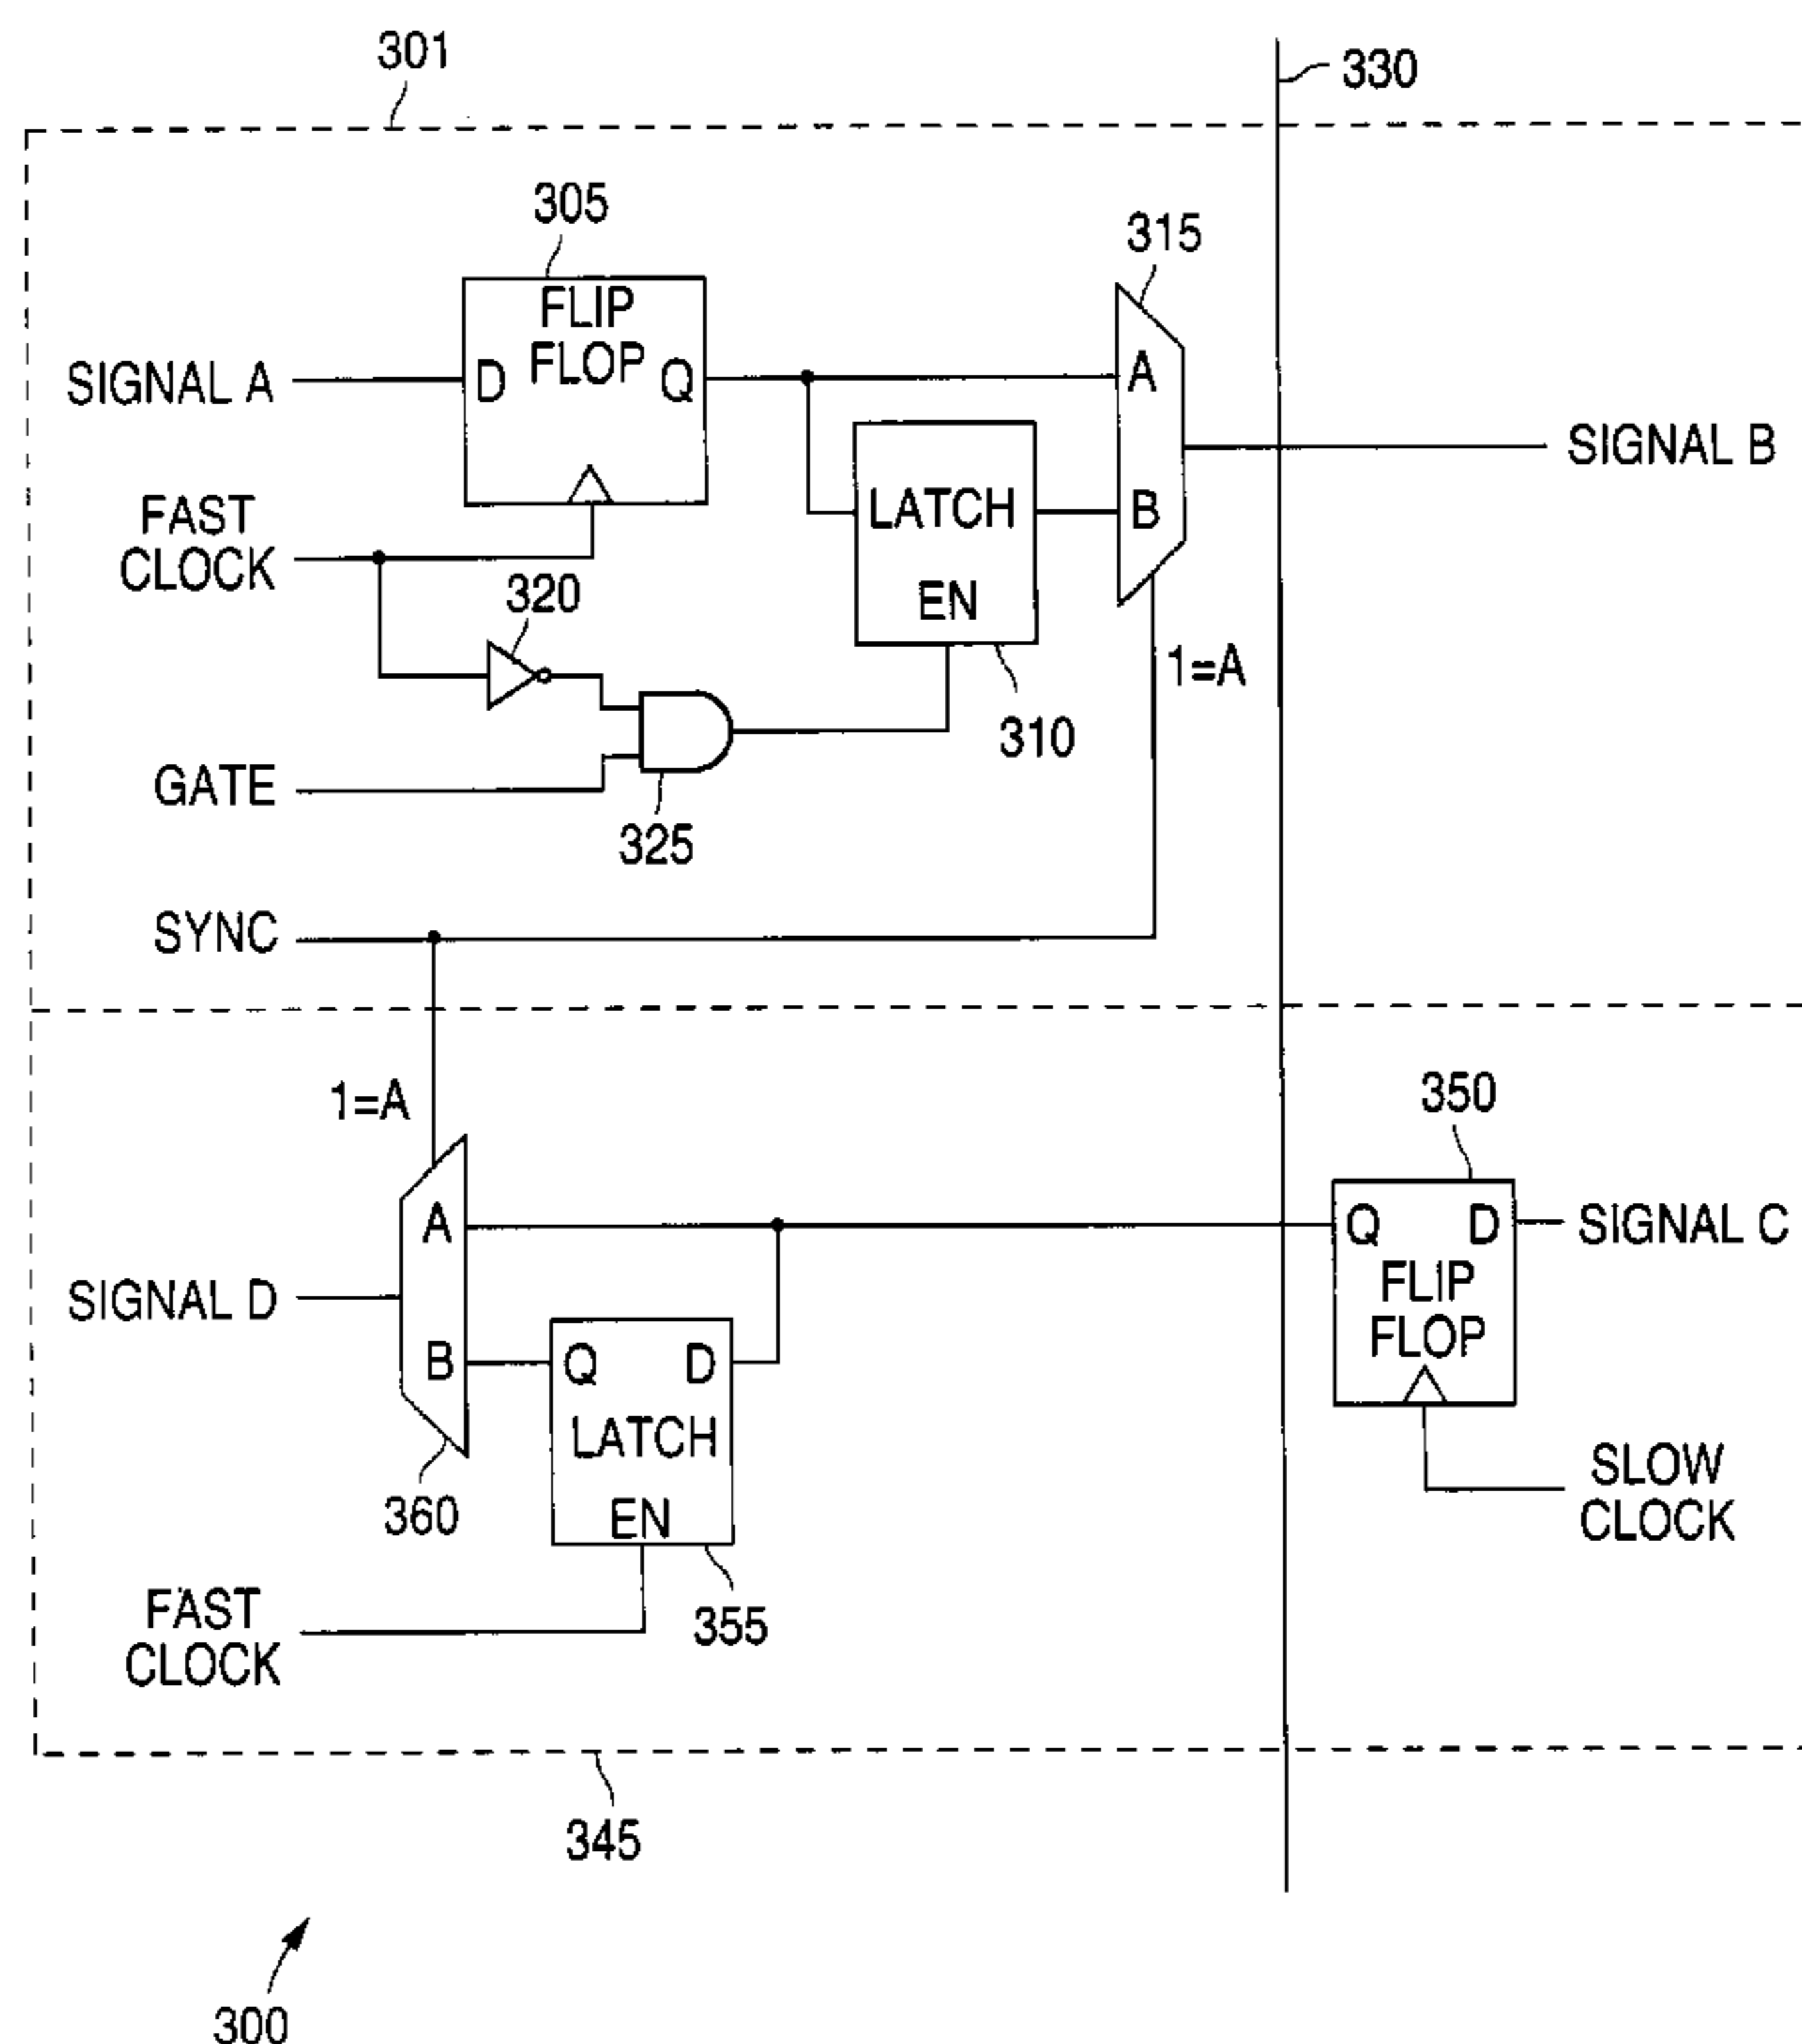 301
330
305
315
FLIP
FLOP
SIGNAL A
D
Q
A
SIGNAL B
LATCH
B
FAST
CLOCK
320
EN
1=A
310
GATE
325
SYNC
1=A
350
A
Q
D
SIGNAL C
FLIP
FLOP
SIGNAL D
B
Q
D
LATCH
SLOW
CLOCK
360
EN
FAST
CLOCK
355
345
300